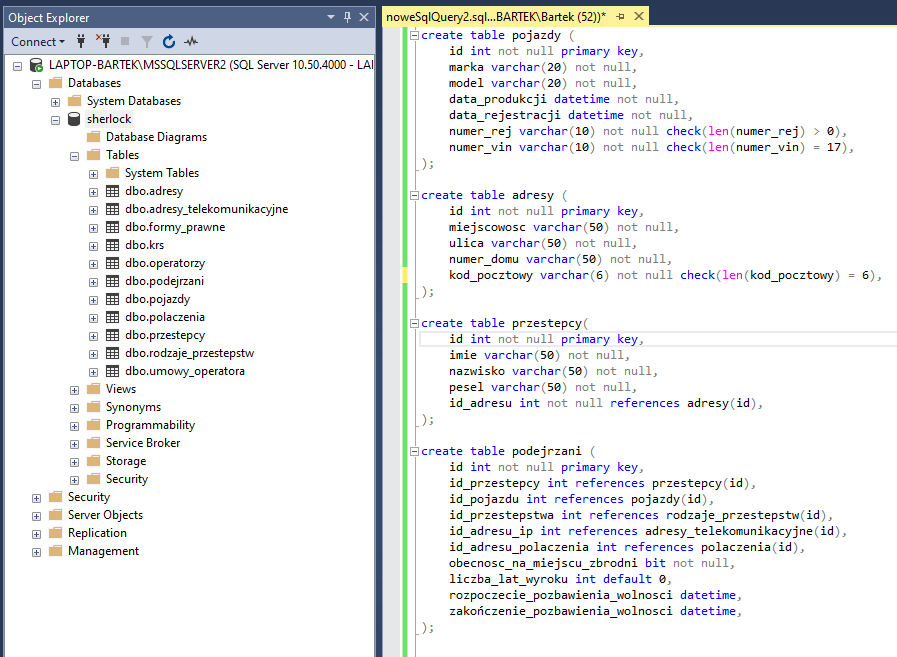 Object Explorer
Connect
LAPTOP-BARTEK\MSSQLSERVER2 (SQL Server 10.50.4000 - LAI
Databases
System Databases
sherlock
Database Diagrams
Tables
System Tables
dbo.adresy
dbo.adresy_telekomunikacyjne
dbo.formy_prawne
dbo.krs
dbo.operatorzy
dbo.podejrzani
dbo.pojazdy
dbo.polaczenia
dbo.przestepcy
dbo.rodzaje_przestepstw
dbo.umowy_operatora
Views
Synonyms
Programmability
Service Broker
Storage
Security
Security
Server Objects
Replication
Management
noweSqlQuery2.sql...BARTEK\Bartek (52))*
create table pojazdy (
id int not null primary key,
marka varchar(20) not null,
model varchar(20) not null,
data_produkcji datetime not null,
data_rejestracji datetime not null,
numer_rej varchar(10) not null check(len(numer_rej) > 0),
numer_vin varchar(10) not null check(len(numer_vin) = 17),
);
create table adresy (
id int not null primary key,
miejscowosc varchar(50) not null,
ulica varchar(50) not null,
numer_domu varchar(50) not null,
kod_pocztowy varchar(6) not null check(len(kod_pocztowy) = 6),
);
create table przestepcy(
id int not null primary key,
imie varchar(50) not null,
nazwisko varchar(50) not null,
pesel varchar(50) not null,
id_adresu int not null references adresy(id),
);
create table podejrzani (
id int not null primary key,
id_przestepcy int references przestepcy(id),
id_pojazdu int references pojazdy(id),
id_przestepstwa int references rodzaje_przestepstw(id),
id_adresu_ip int references adresy_telekomunikacyjne(id),
id_adresu_polaczenia int references polaczenia(id),
obecnosc_na_miejscu_zbrodni bit not null,
liczba_lat_wyroku int default 0,
rozpoczecie_pozbawienia_wolnosci datetime,
zakończenie_pozbawienia_wolnosci datetime,
);